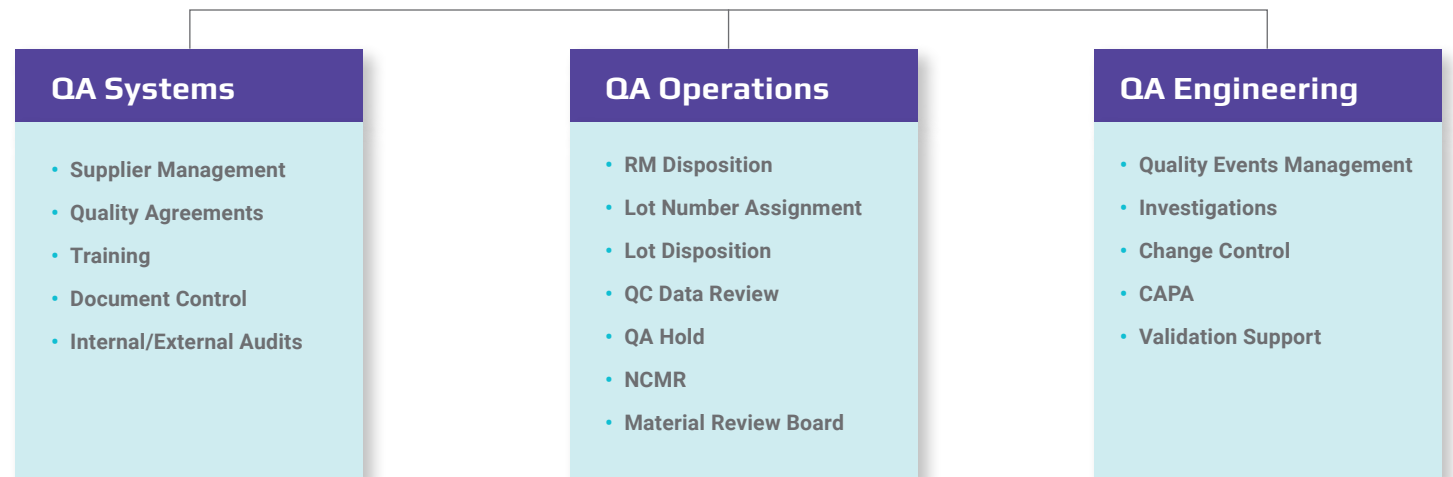 QA Systems
• Supplier Management
• Quality Agreements
• Training
• Document Control
• Internal/External Audits
QA Operations
• RM Disposition
• Lot Number Assignment
• Lot Disposition
• QC Data Review
• QA Hold
• NCMR
• Material Review Board
QA Engineering
• Quality Events Management
• Investigations
• Change Control
• CAPA
• Validation Support